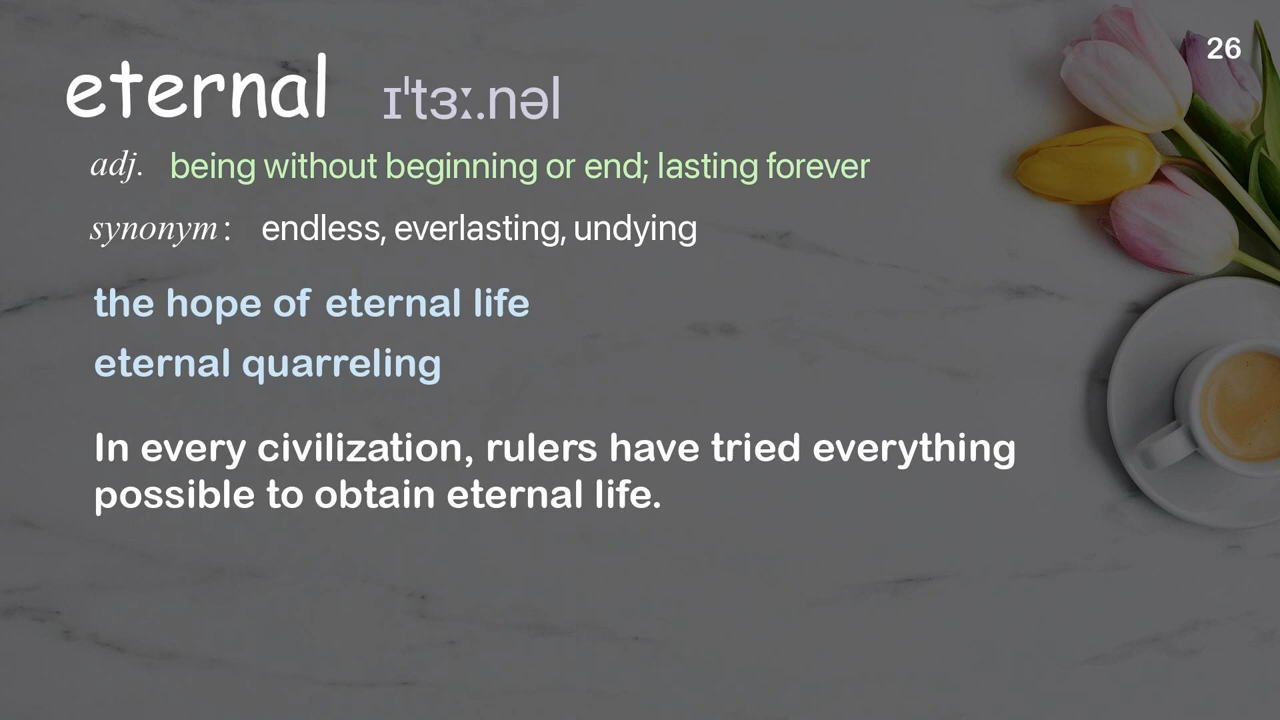 26
eternal ɪˈtɜː.nəl
adj. being without beginning or end; lasting forever
synonym: endless, everlasting, undying
the hope of eternal life
eternal quarreling
In every civilization, rulers have tried everything
possible to obtain eternal life.